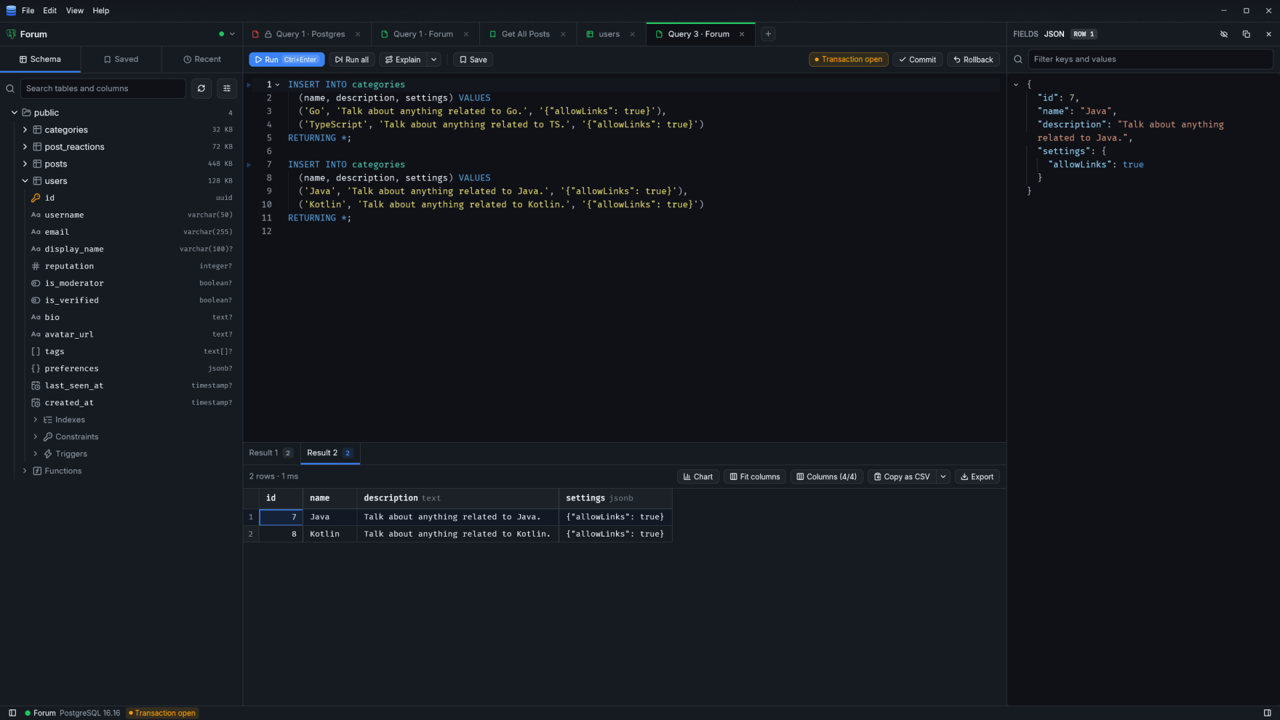 File Edit View Help
Forum
Query 1 · Postgres
Query 1 · Forum
Get All Posts
users
Query 3 · Forum
FIELDS JSON ROW 1
Schema Saved Recent
Run Ctrl+Enter Run all Explain Save
Transaction open Commit Rollback
Filter keys and values
Search tables and columns
public 4
categories 32 KB
post_reactions 72 KB
posts 448 KB
users 128 KB
id uuid
Aa username varchar(50)
Aa email varchar(255)
Aa display_name varchar(100)?
# reputation integer?
is_moderator boolean?
is_verified boolean?
Aa bio text?
Aa avatar_url text?
[] tags text[]?
{} preferences jsonb?
last_seen_at timestamp?
created_at timestamp?
Indexes
Constraints
Triggers
Functions
1 INSERT INTO categories
2 (name, description, settings) VALUES
3 ('Go', 'Talk about anything related to Go.', '{"allowLinks": true}'),
4 ('TypeScript', 'Talk about anything related to TS.', '{"allowLinks": true}')
5 RETURNING *;
6
7 INSERT INTO categories
8 (name, description, settings) VALUES
9 ('Java', 'Talk about anything related to Java.', '{"allowLinks": true}'),
10 ('Kotlin', 'Talk about anything related to Kotlin.', '{"allowLinks": true}')
11 RETURNING *;
12
{
"id": 7,
"name": "Java",
"description": "Talk about anything
related to Java.",
"settings": {
"allowLinks": true
}
}
Result 1 2 Result 2 2
2 rows · 1 ms
Chart Fit columns Columns (4/4) Copy as CSV Export
id name description text settings jsonb
1 7 Java Talk about anything related to Java. {"allowLinks": true}
2 8 Kotlin Talk about anything related to Kotlin. {"allowLinks": true}
Forum PostgreSQL 16.16 Transaction open